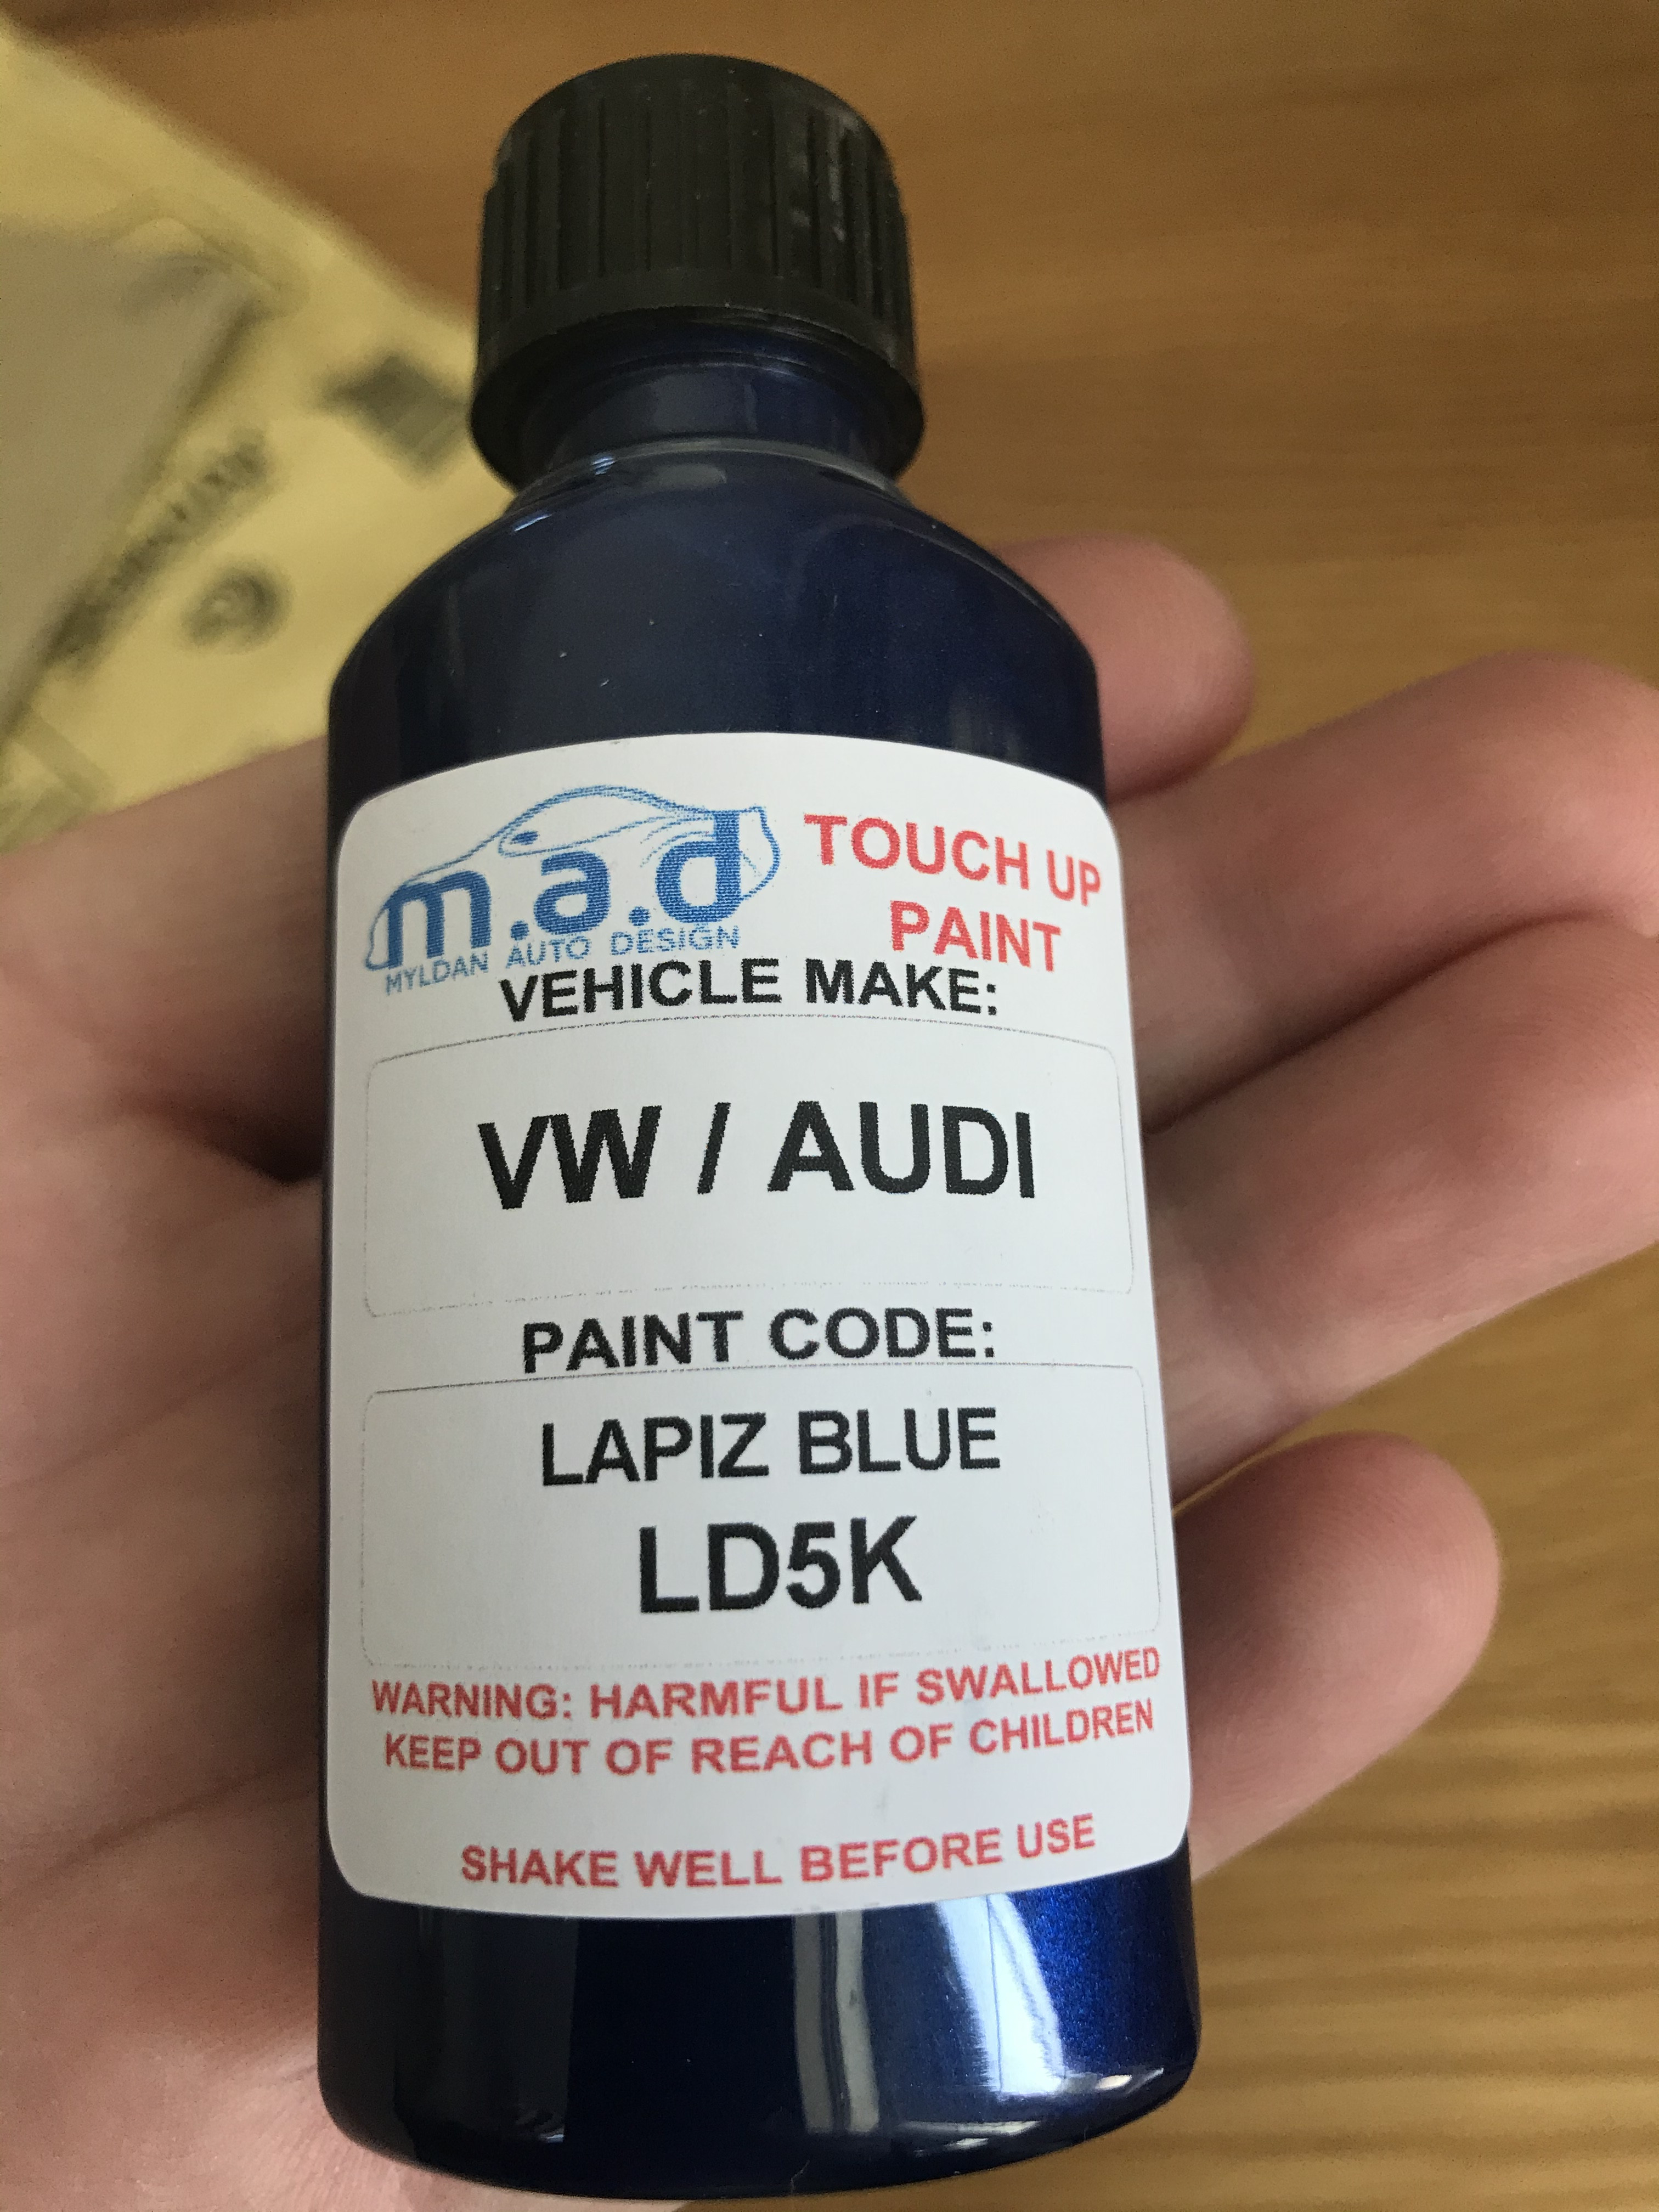 m.a.d
MYLDAN AUTO DESIGN
TOUCH UP
PAINT
VEHICLE MAKE:
VW / AUDI
PAINT CODE:
LAPIZ BLUE
LD5K
WARNING: HARMFUL IF SWALLOWED
KEEP OUT OF REACH OF CHILDREN
SHAKE WELL BEFORE USE